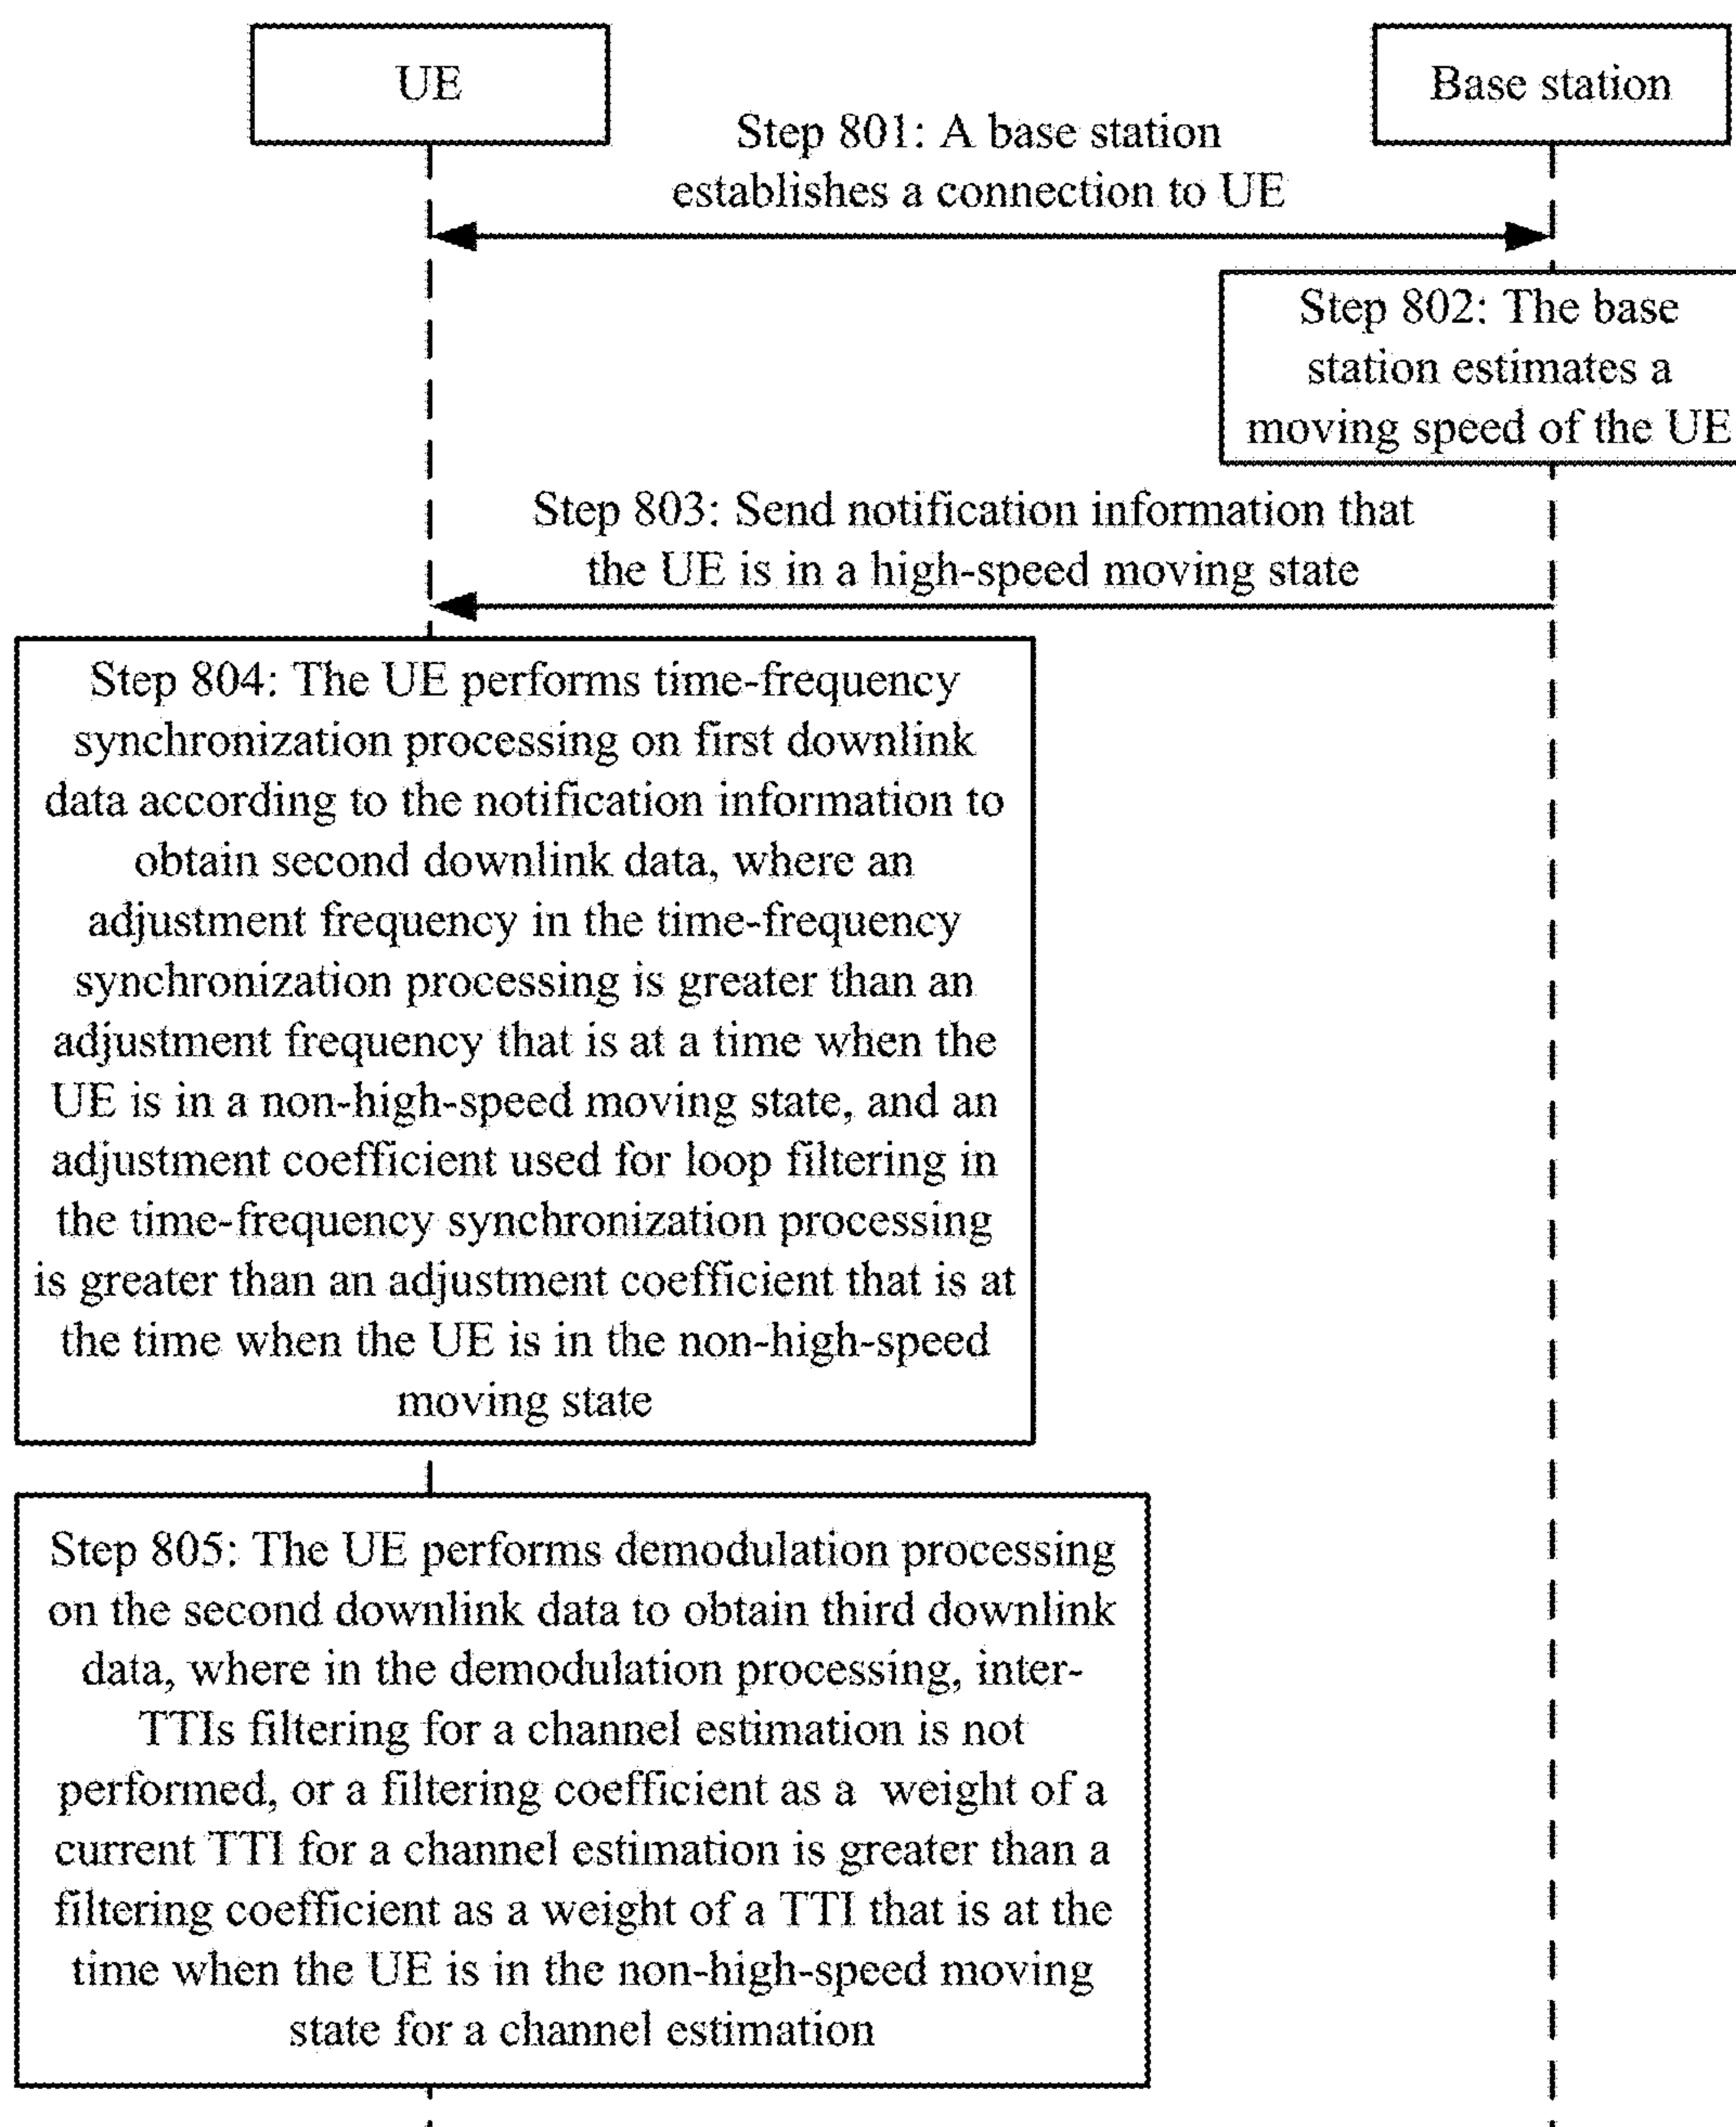 UE
Base station
Step 801: A base station
establishes a connection to UE
Step 802: The base
station estimates a
moving speed of the UE
Step 803: Send notification information that
the UE is in a high-speed moving state
Step 804: The UE performs time-frequency
synchronization processing on first downlink
data according to the notification information to
obtain second downlink data, where an
adjustment frequency in the time-frequency
synchronization processing is greater than an
adjustment frequency that is at a time when the
UE is in a non-high-speed moving state, and an
adjustment coefficient used for loop filtering in
the time-frequency synchronization processing
is greater than an adjustment coefficient that is at
the time when the UE is in the non-high-speed
moving state
Step 805: The UE performs demodulation processing
on the second downlink data to obtain third downlink
data, where in the demodulation processing, inter-
TTIs filtering for a channel estimation is not
performed, or a filtering coefficient as a weight of a
current TTI for a channel estimation is greater than a
filtering coefficient as a weight of a TTI that is at the
time when the UE is in the non-high-speed moving
state for a channel estimation